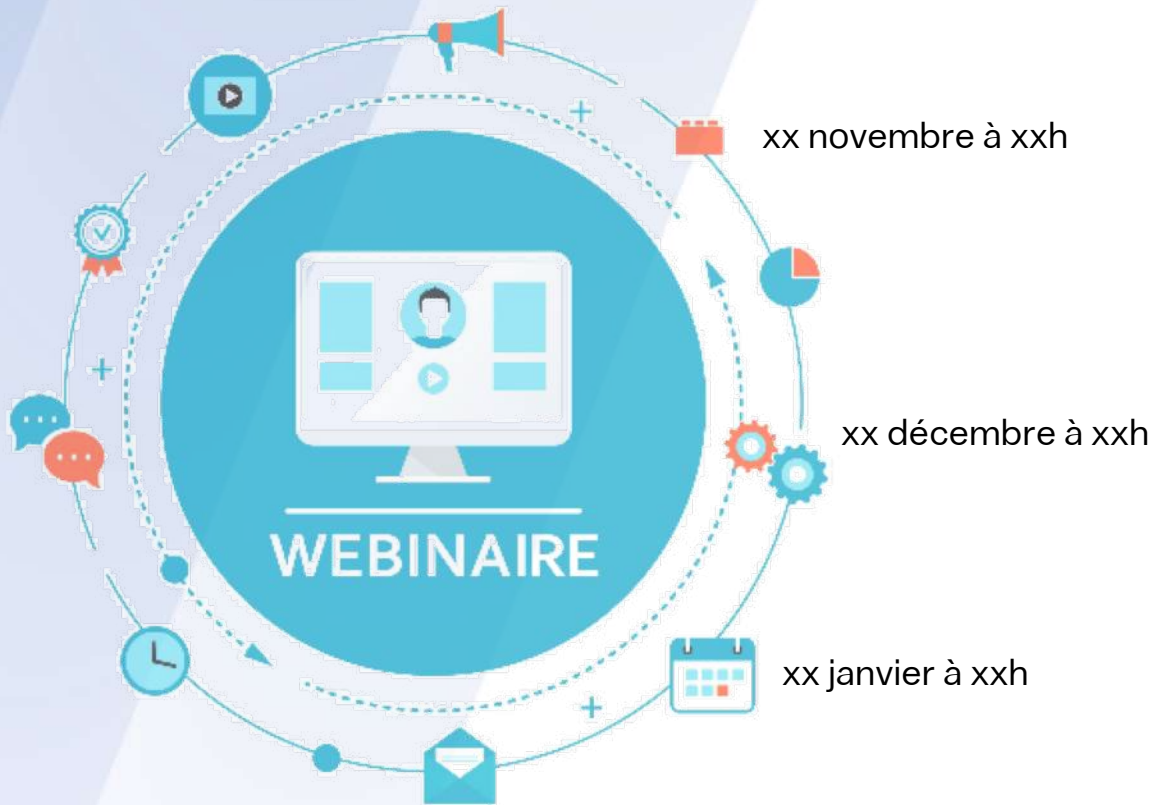 xx novembre à xxh
xx décembre à xxh
WEBINAIRE
xx janvier à xxh